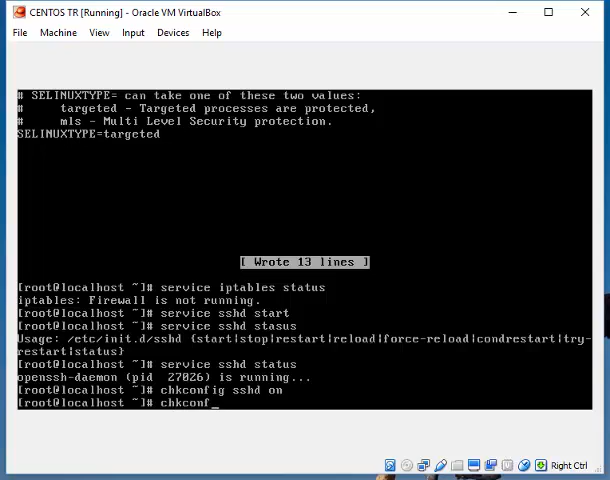 CENTOS TR [Running] - Oracle VM VirtualBox
File Machine View Input Devices Help
# SELINUXTYPE= can take one of these two values:
#     targeted - Targeted processes are protected,
#     mls - Multi Level Security protection.
SELINUXTYPE=targeted
[ Wrote 13 lines ]
[root@localhost ~]# service iptables status
iptables: Firewall is not running.
[root@localhost ~]# service sshd start
[root@localhost ~]# service sshd stasus
Usage: /etc/init.d/sshd {start|stop|restart|reload|force-reload|condrestart|try-
restart|status}
[root@localhost ~]# service sshd status
openssh-daemon (pid  27026) is running...
[root@localhost ~]# chkconfig sshd on
[root@localhost ~]# chkconf_
Right Ctrl